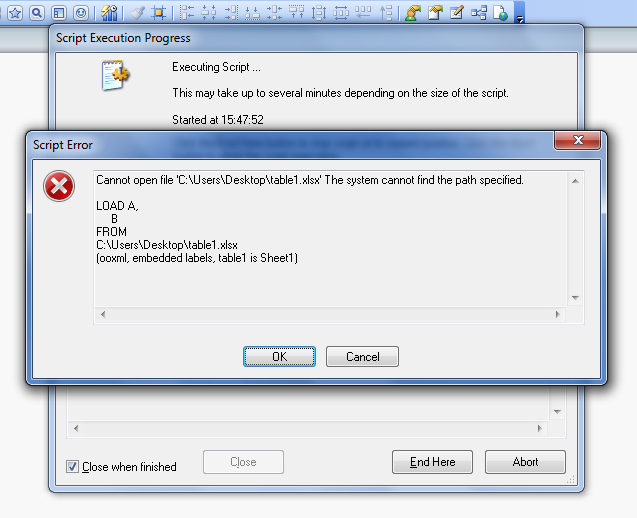 Script Execution Progress
Executing Script ...
This may take up to several minutes depending on the size of the script.
Started at 15:47:52
Script Error
Cannot open file 'C:\Users\Desktop\table1.xlsx' The system cannot find the path specified.
LOAD A,
B
FROM
C:\Users\Desktop\table1.xlsx
(ooxml, embedded labels, table1 is Sheet1)
OK
Cancel
Close when finished
Close
End Here
Abort